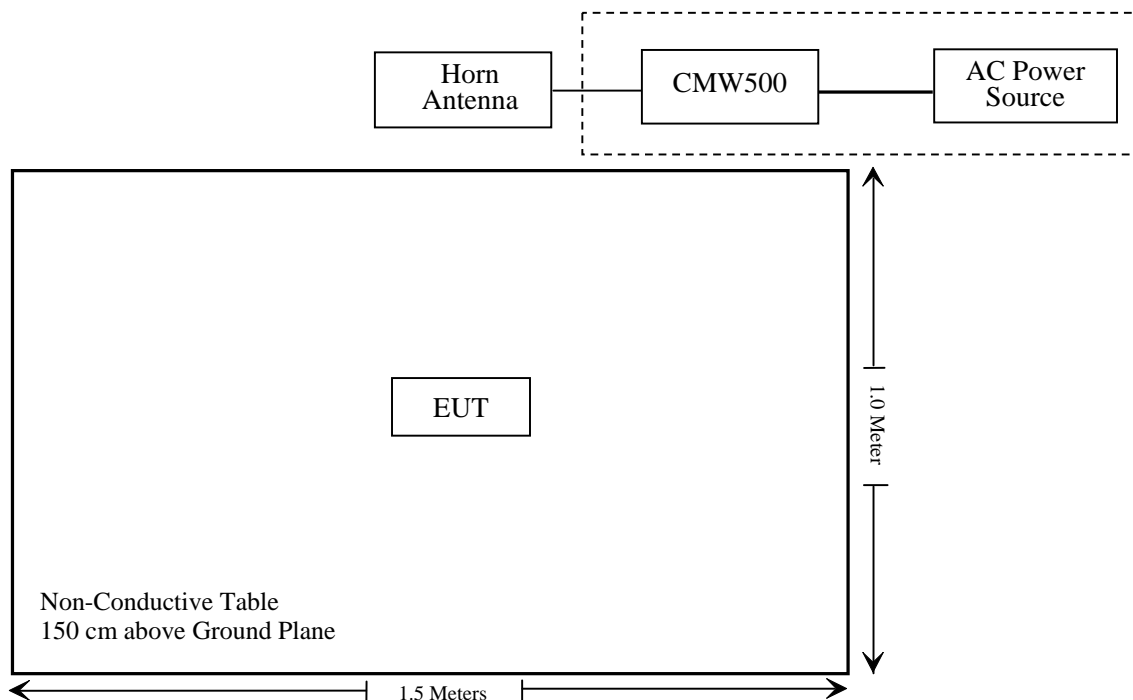 Horn
Antenna
CMW500
AC Power
Source
EUT
1.0 Meter
Non-Conductive Table
150 cm above Ground Plane
1.5 Meters